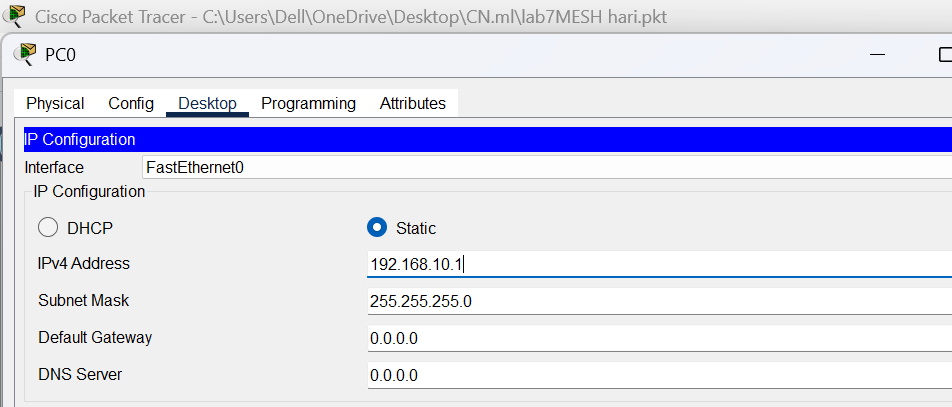 Cisco Packet Tracer - C:\Users\Dell\OneDrive\Desktop\CN.ml\lab7MESH hari.pkt
PC0
Physical Config Desktop Programming Attributes
IP Configuration
Interface FastEthernet0
IP Configuration
DHCP Static
IPv4 Address 192.168.10.1
Subnet Mask 255.255.255.0
Default Gateway 0.0.0.0
DNS Server 0.0.0.0